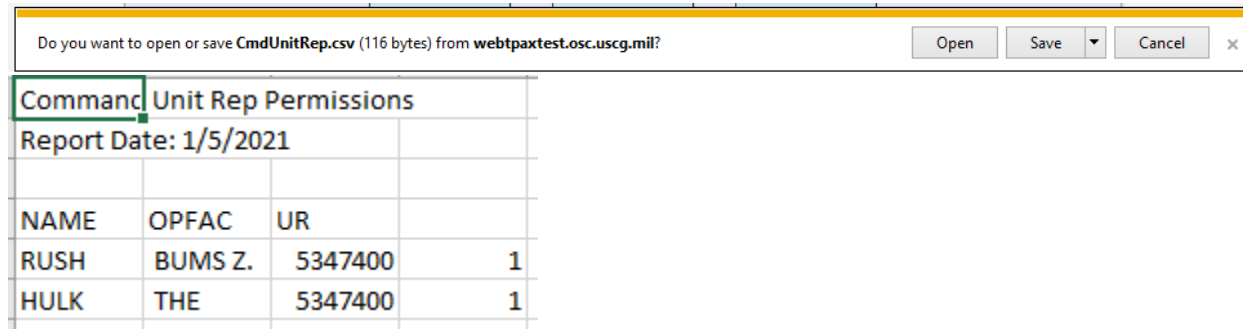 Do you want to open or save CmdUnitRep.csv (116 bytes) from webtpaxtest.osc.uscg.mil? Open Save Cancel ×
Command Unit Rep Permissions
Report Date: 1/5/2021
NAME OPFAC UR
RUSH BUMS Z. 5347400 1
HULK THE 5347400 1